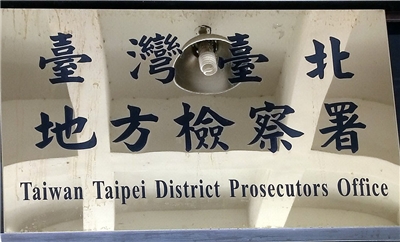 臺灣臺北
地方檢察署
Taiwan Taipei District Prosecutors Office